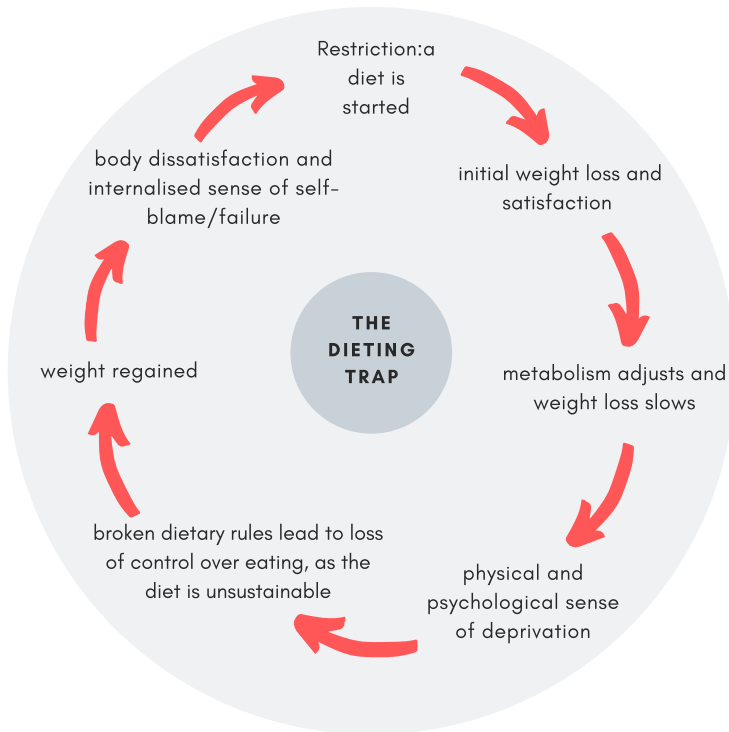 Restriction:a
diet is
started
initial weight loss and
satisfaction
metabolism adjusts and
weight loss slows
physical and
psychological sense
of deprivation
broken dietary rules lead to loss
of control over eating, as the
diet is unsustainable
weight regained
body dissatisfaction and
internalised sense of self-
blame/failure
THE
DIETING
TRAP